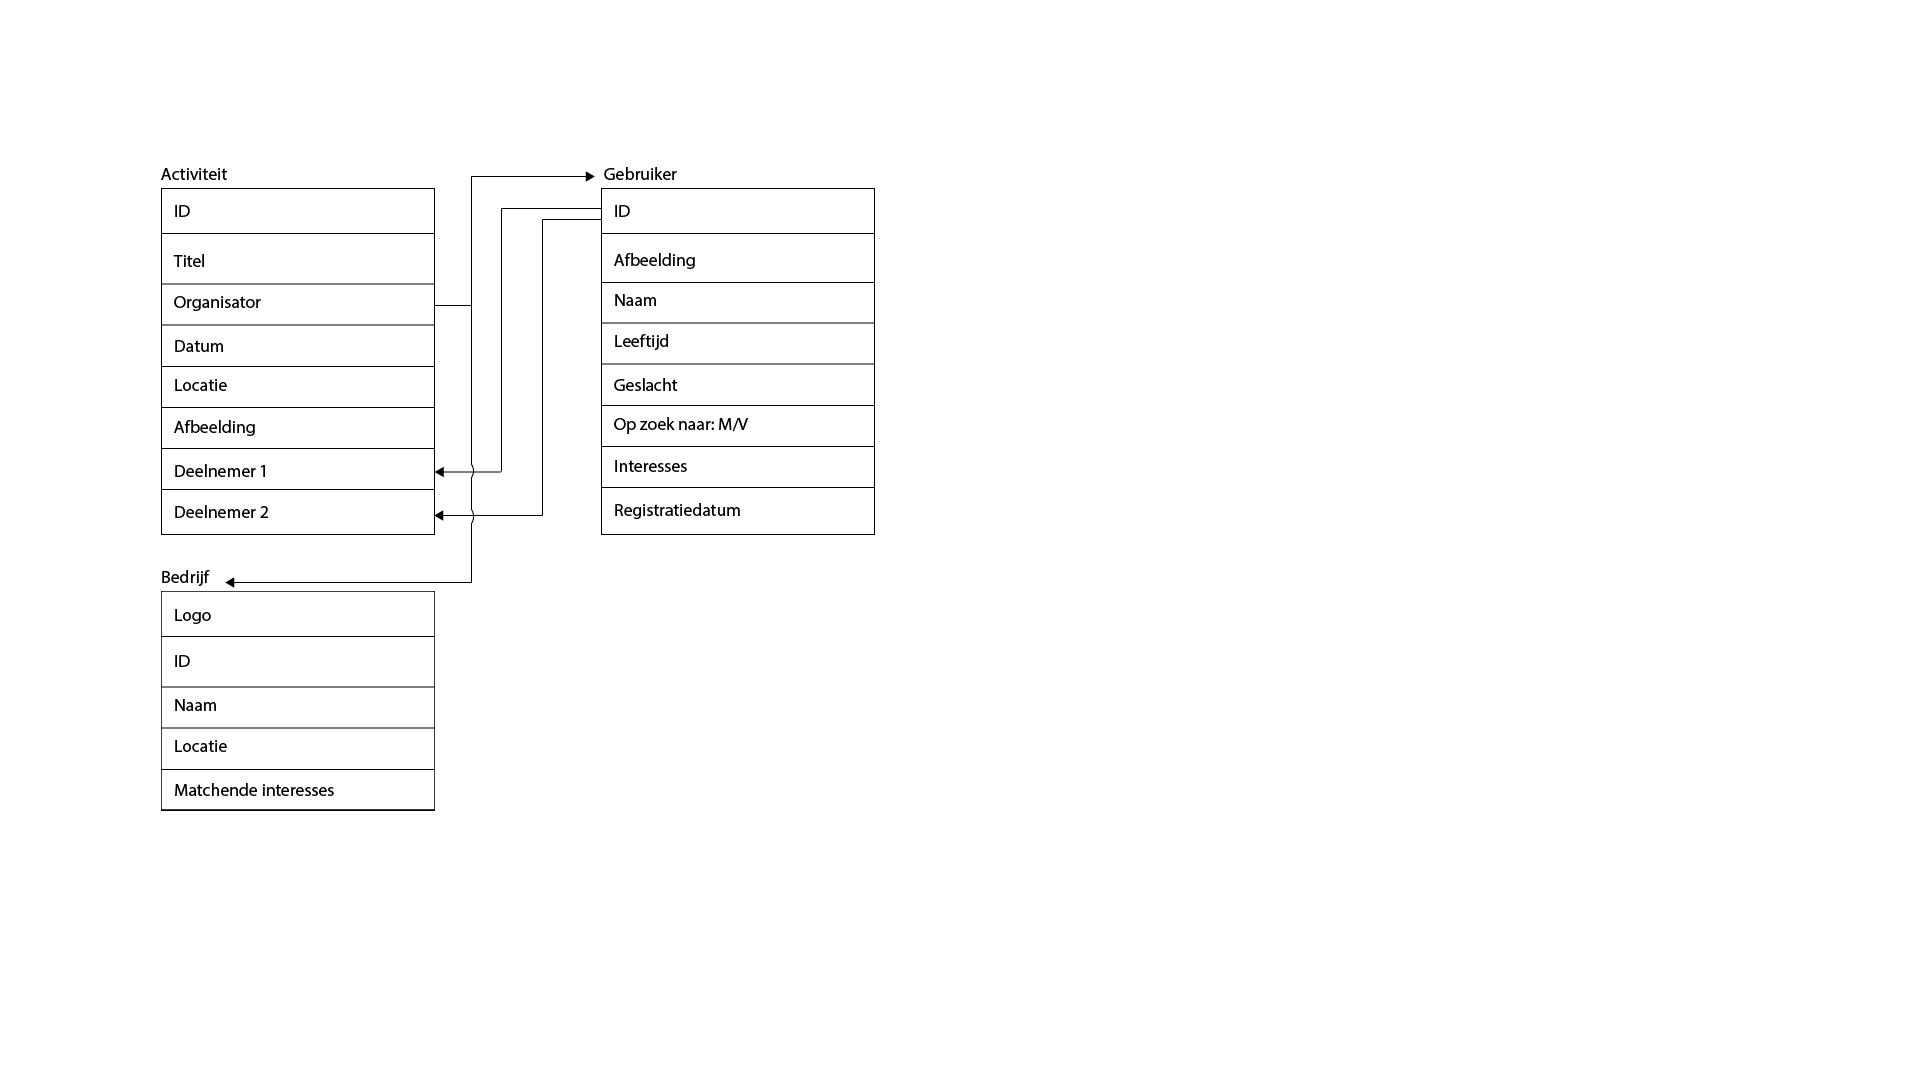 Activiteit
ID
Titel
Organisator
Datum
Locatie
Afbeelding
Deelnemer 1
Deelnemer 2
Gebruiker
ID
Afbeelding
Naam
Leeftijd
Geslacht
Op zoek naar: M/V
Interesses
Registratiedatum
Bedrijf
Logo
ID
Naam
Locatie
Matchende interesses